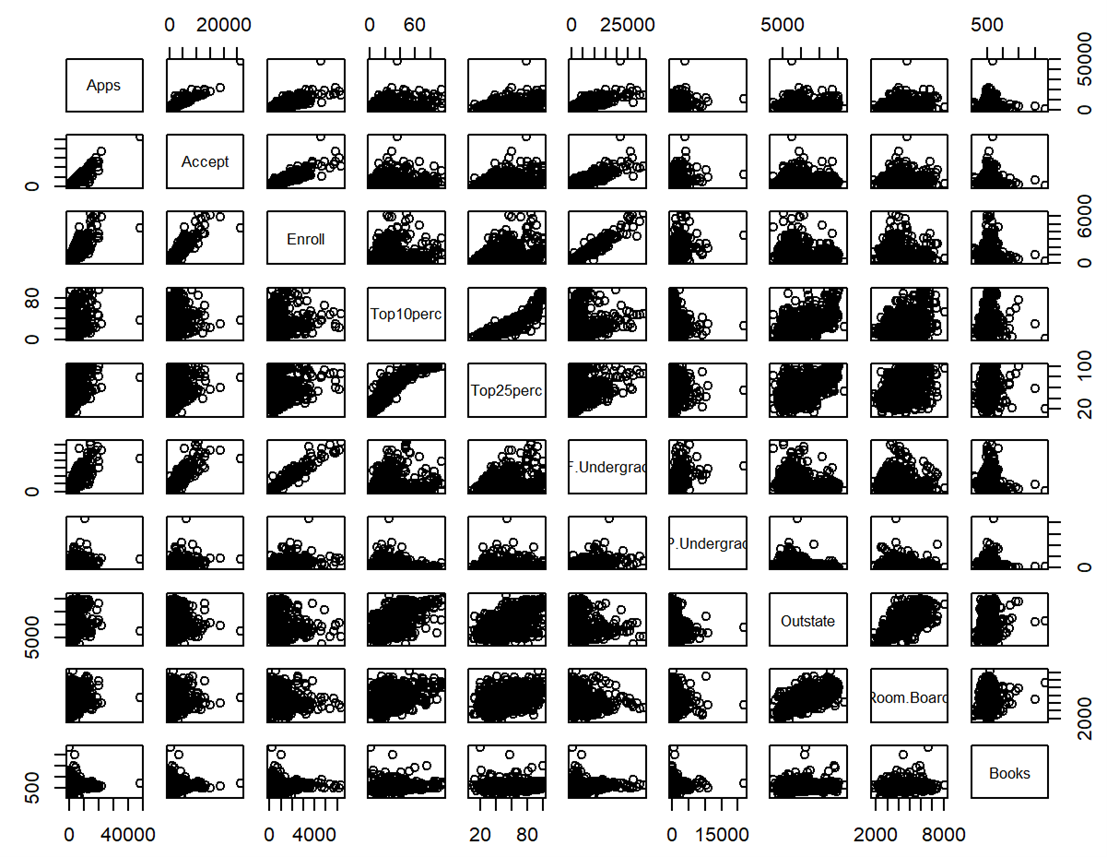 0 20000 0 60 0 25000 5000 500
Apps 0 50000
0 Accept
Enroll 0 6000
0 80 Top10perc
Top25perc 20 100
0 F.Undergrad
P.Undergrad 0
5000 Outstate
Room.Board 2000
500 Books
0 40000 0 4000 20 80 0 15000 2000 8000